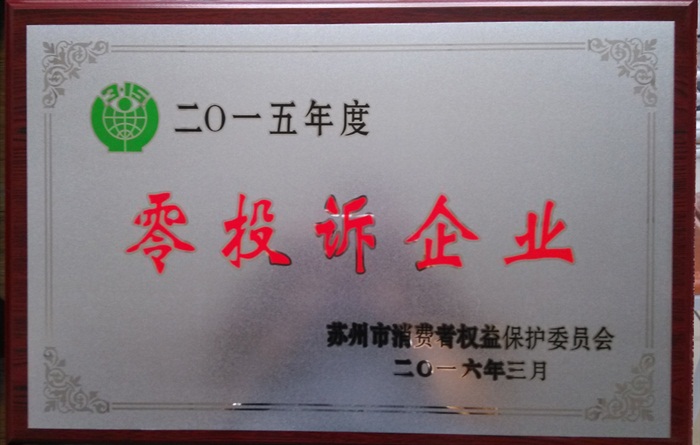 3·15
二〇一五年度
零投诉企业
苏州市消费者权益保护委员会
二〇一六年三月